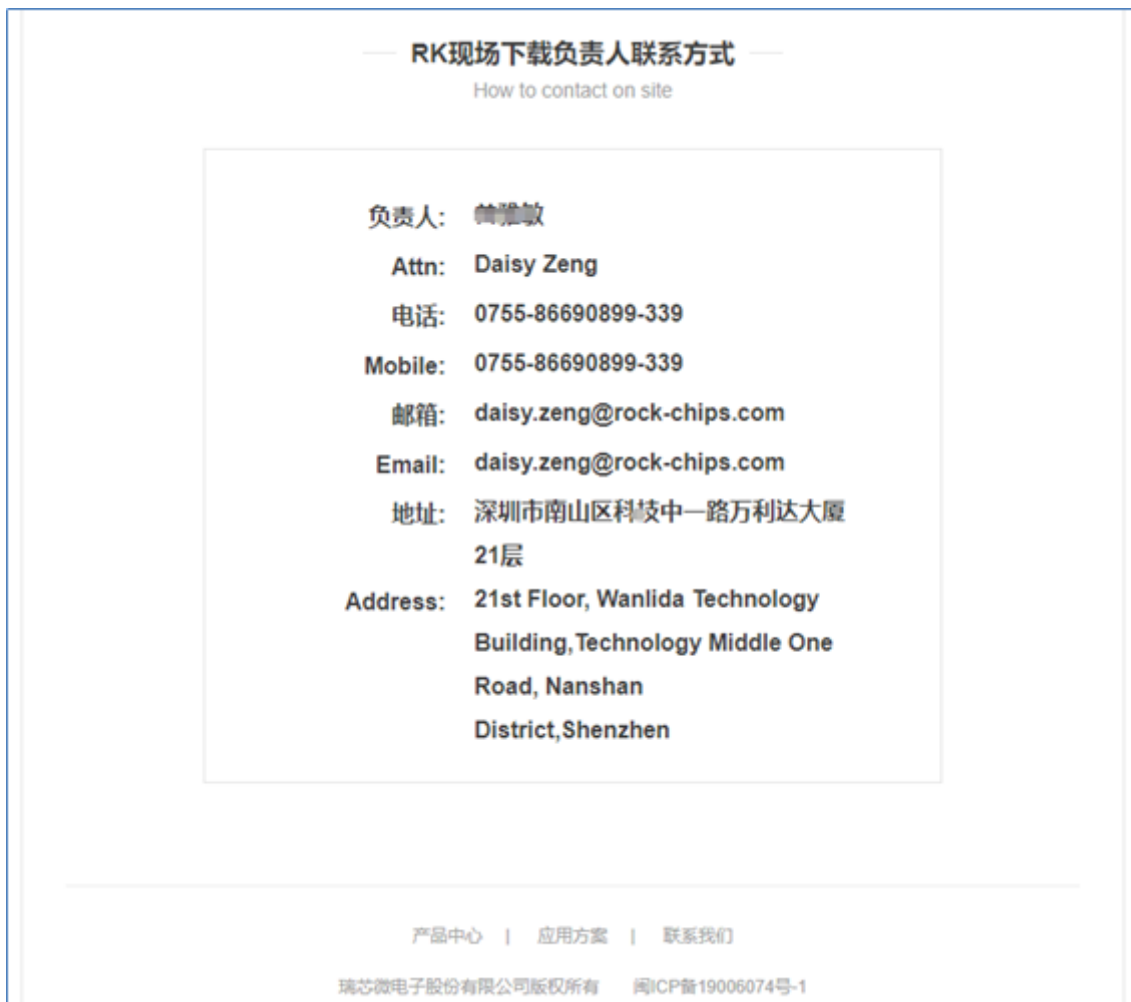 RK现场下载负责人联系方式
How to contact on site
负责人: 敏
Attn: Daisy Zeng
电话: 0755-86690899-339
Mobile: 0755-86690899-339
邮箱: daisy.zeng@rock-chips.com
Email: daisy.zeng@rock-chips.com
地址: 深圳市南山区科技中一路万利达大厦
21层
Address: 21st Floor, Wanlida Technology
Building,Technology Middle One
Road, Nanshan
District,Shenzhen
产品中心 | 应用方案 | 联系我们
瑞芯微电子股份有限公司版权所有 闽ICP备19006074号-1